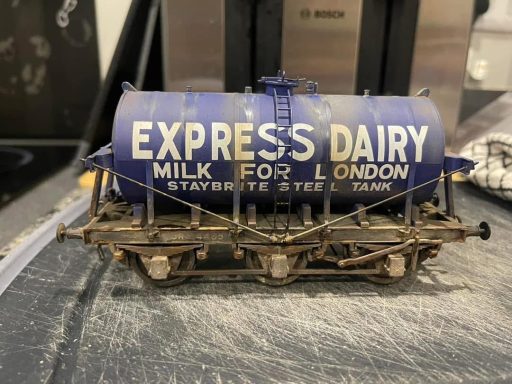 BOSCH
EXPRESS DAIRY
MILK FOR LONDON
STAYBRITE STEEL TANK